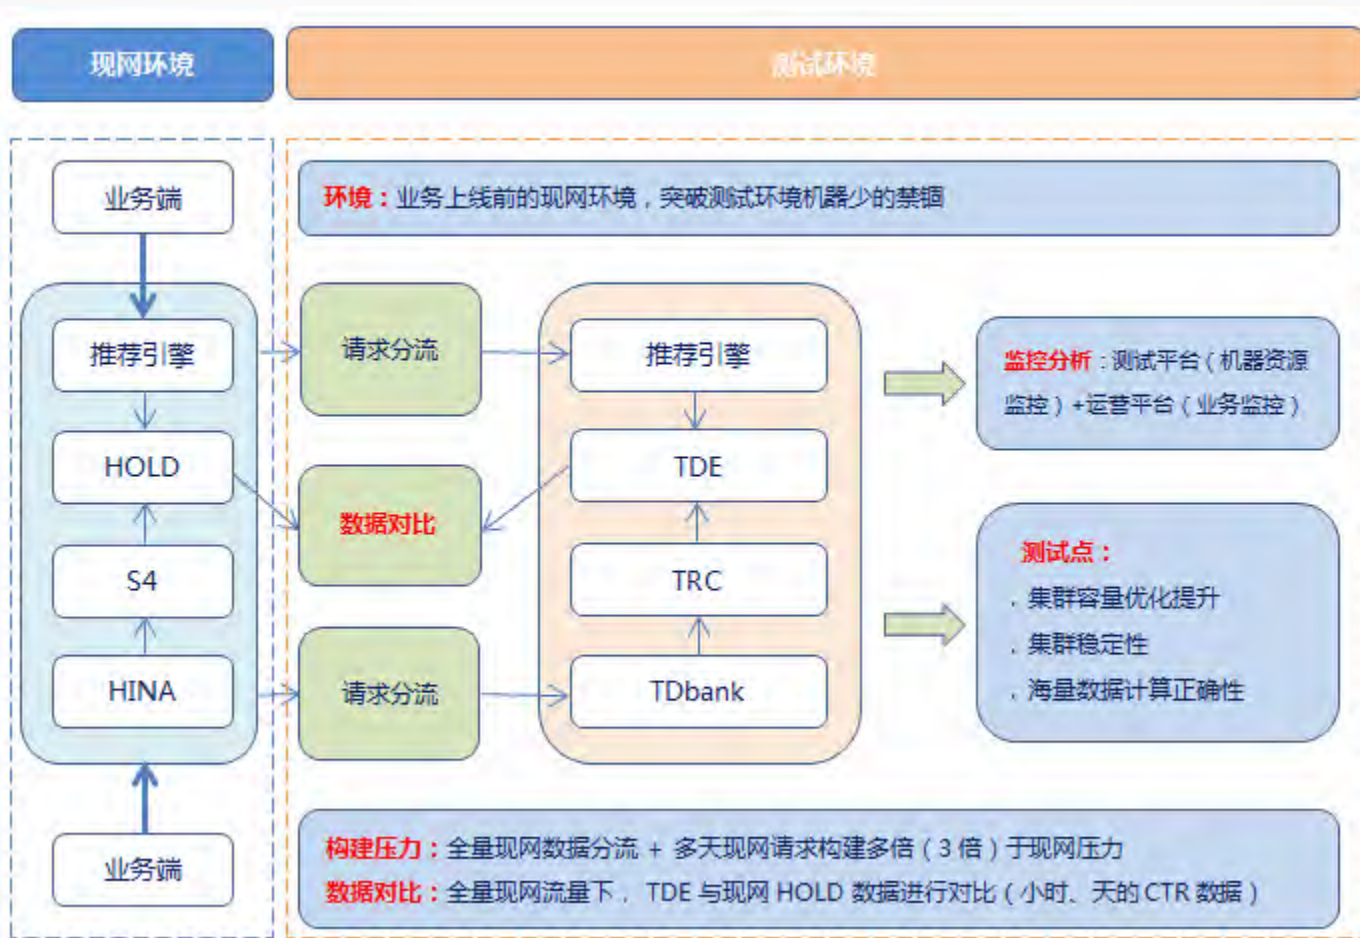 现网环境
测试环境
业务端
环境：业务上线前的现网环境，突破测试环境机器少的禁锢
推荐引擎
请求分流
推荐引擎
监控分析：测试平台（机器资源
监控）+运营平台（业务监控）
HOLD
TDE
数据对比
S4
TRC
测试点：
. 集群容量优化提升
. 集群稳定性
. 海量数据计算正确性
HINA
请求分流
TDbank
业务端
构建压力：全量现网数据分流 + 多天现网请求构建多倍（3 倍）于现网压力
数据对比：全量现网流量下， TDE 与现网 HOLD 数据进行对比（小时、天的 CTR 数据）